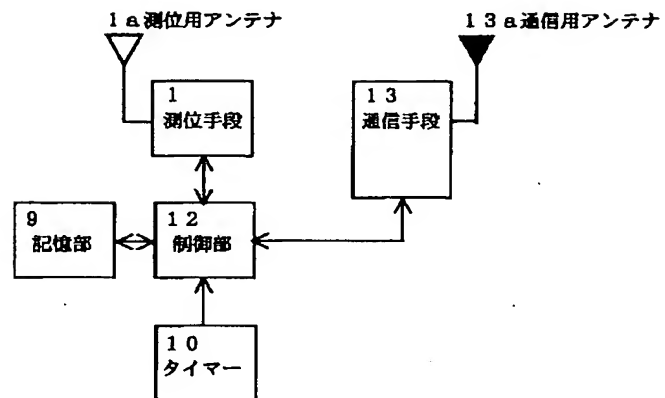 1a測位用アンテナ
13a通信用アンテナ
1
測位手段
13
通信手段
9
記憶部
12
制御部
10
タイマー